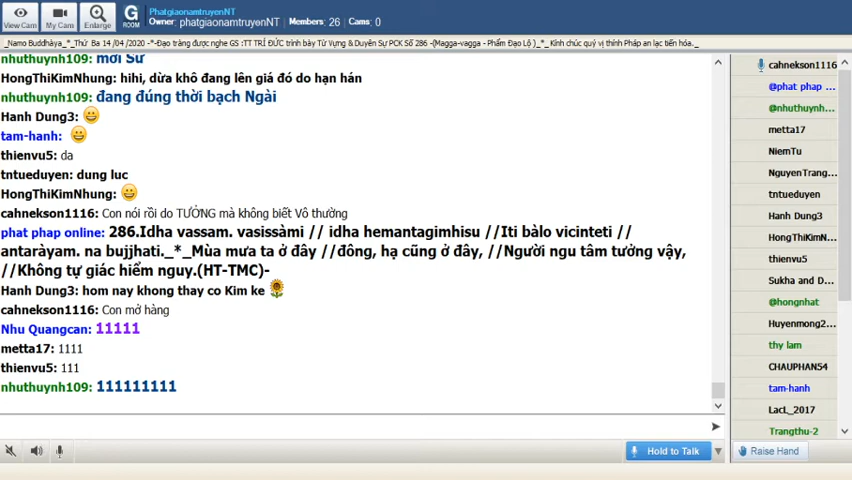 View Cam
My Cam
Enlarge
G
ROOM
PhatgiaonamtruyenNT
Owner: phatgiaonamtruyenNT Members: 26 Cams: 0
_Namo Buddhàya_*_Thứ Ba 14 /04 /2020 -*-Đạo tràng được nghe GS :TT TRÍ ĐỨC trình bày Từ Vựng & Duyên Sự PCK Số 286 -(Magga-vagga - Phẩm Đạo Lộ )_*_ Kính chúc quý vị thính Pháp an lạc tiến hóa._
nhuthuynh109: mời Sư
HongThiKimNhung: hihi, dừa khô đang lên giá đó do hạn hán
nhuthuynh109: đang đúng thời bạch Ngài
Hanh Dung3:
tam-hanh:
thienvu5: da
tntueduyen: dung luc
HongThiKimNhung:
cahnekson1116: Con nói rồi do TƯỞNG mà không biết Vô thường
phat phap online: 286.Idha vassam. vasissàmi // idha hemantagimhisu //Iti bàlo vicinteti //
antaràyam. na bujjhati._*_Mùa mưa ta ở đây //đông, hạ cũng ở đây, //Người ngu tâm tưởng vậy,
//Không tự giác hiểm nguy.(HT-TMC)-
Hanh Dung3: hom nay khong thay co Kim ke
cahnekson1116: Con mở hàng
Nhu Quangcan: 11111
metta17: 1111
thienvu5: 111
nhuthuynh109: 111111111
Hold to Talk
cahnekson1116
@phat phap ...
@nhuthuynh...
metta17
NiemTu
NguyenTrang...
tntueduyen
Hanh Dung3
HongThiKimN...
thienvu5
Sukha and D...
@hongnhat
Huyenmong2...
thy lam
CHAUPHAN54
tam-hanh
LacL_2017
Trangthu-2
Raise Hand